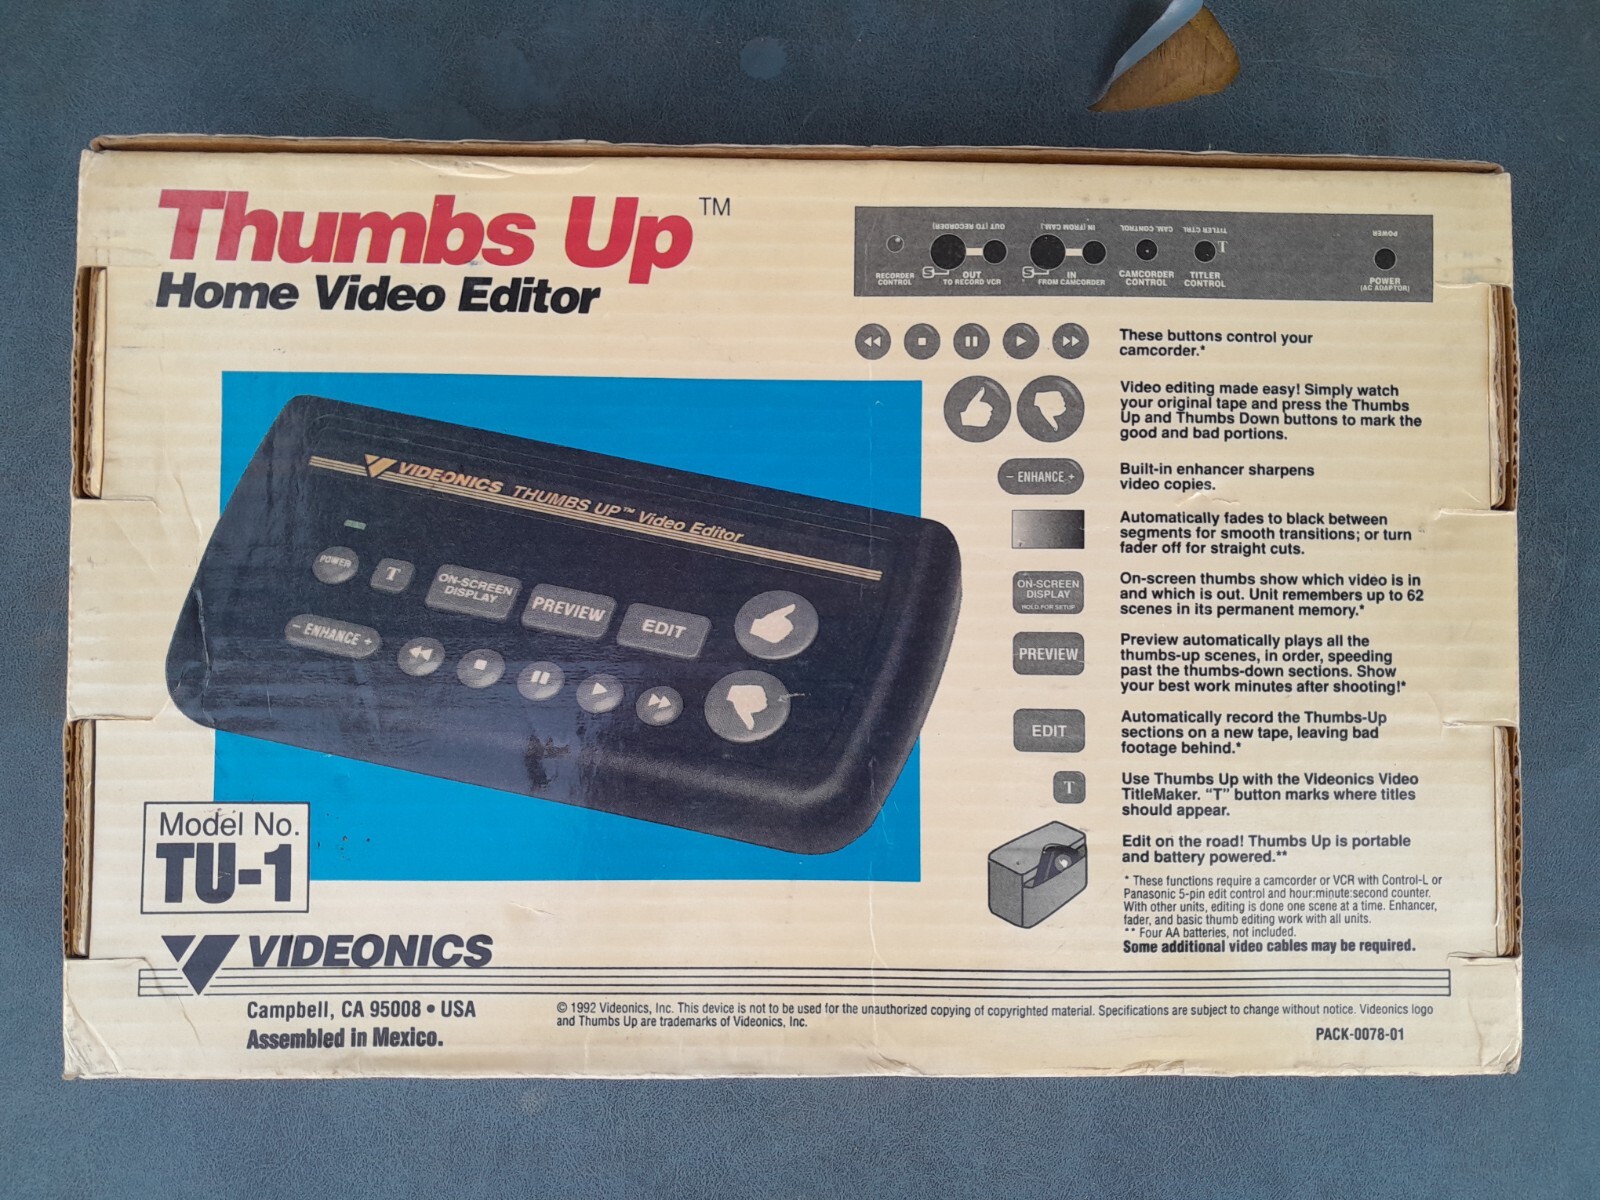 Thumbs Up™
Home Video Editor
OUT (TO RECORDER)
IN (FROM CAM.)
CAM. CONTROL
TITLER CTRL
POWER
RECORDER
CONTROL
S
OUT
TO RECORD VCR
S
IN
FROM CAMCORDER
CAMCORDER
CONTROL
T
TITLER
CONTROL
POWER
(AC ADAPTOR)
These buttons control your
camcorder.*
Video editing made easy! Simply watch
your original tape and press the Thumbs
Up and Thumbs Down buttons to mark the
good and bad portions.
– ENHANCE +
Built-in enhancer sharpens
video copies.
Automatically fades to black between
segments for smooth transitions; or turn
fader off for straight cuts.
ON-SCREEN
DISPLAY
HOLD FOR SETUP
On-screen thumbs show which video is in
and which is out. Unit remembers up to 62
scenes in its permanent memory.*
PREVIEW
Preview automatically plays all the
thumbs-up scenes, in order, speeding
past the thumbs-down sections. Show
your best work minutes after shooting!*
EDIT
Automatically record the Thumbs-Up
sections on a new tape, leaving bad
footage behind.*
T
Use Thumbs Up with the VIdeonics Video
TitleMaker. “T” button marks where titles
should appear.
Edit on the road! Thumbs Up is portable
and battery powered.**
* These functions require a camcorder or VCR with Control-L or
Panasonic 5-pin edit control and hour:minute:second counter.
With other units, editing is done one scene at a time. Enhancer,
fader, and basic thumb editing work with all units.
** Four AA batteries, not included.
Some additional video cables may be required.
VIDEONICS THUMBS UP™ Video Editor
POWER
T
ON-SCREEN
DISPLAY
PREVIEW
EDIT
– ENHANCE +
Model No.
TU-1
VIDEONICS
Campbell, CA 95008 • USA
Assembled in Mexico.
© 1992 Videonics, Inc. This device is not to be used for the unauthorized copying of copyrighted material. Specifications are subject to change without notice. Videonics logo
and Thumbs Up are trademarks of Videonics, Inc.
PACK-0078-01